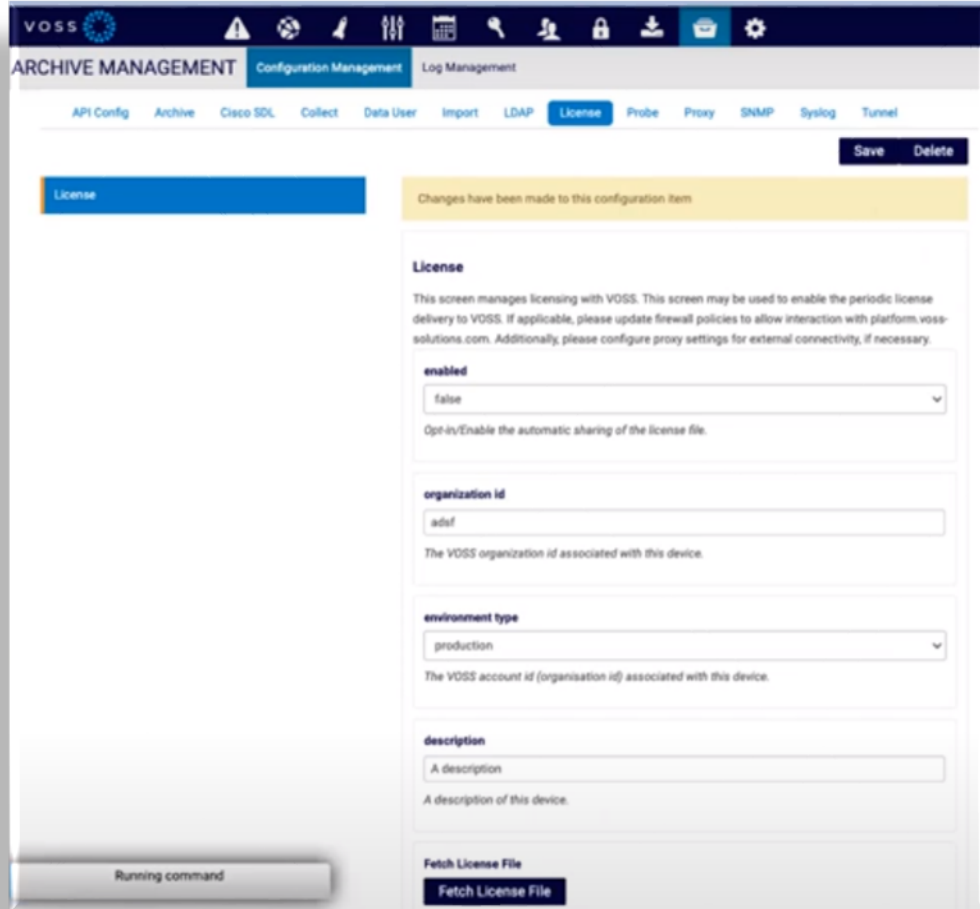 VOSS
ARCHIVE MANAGEMENT Configuration Management Log Management
API Config Archive Cisco SDL Collect Data User Import LDAP License Probe Proxy SNMP Syslog Tunnel
Save Delete
License
Changes have been made to this configuration item
License
This screen manages licensing with VOSS. This screen may be used to enable the periodic license
delivery to VOSS. If applicable, please update firewall policies to allow interaction with platform.voss-
solutions.com. Additionally, please configure proxy settings for external connectivity, if necessary.
enabled
false
Opt-in/Enable the automatic sharing of the license file.
organization id
adsf
The VOSS organization id associated with this device.
environment type
production
The VOSS account id (organisation id) associated with this device.
description
A description
A description of this device.
Fetch License File
Fetch License File
Running command